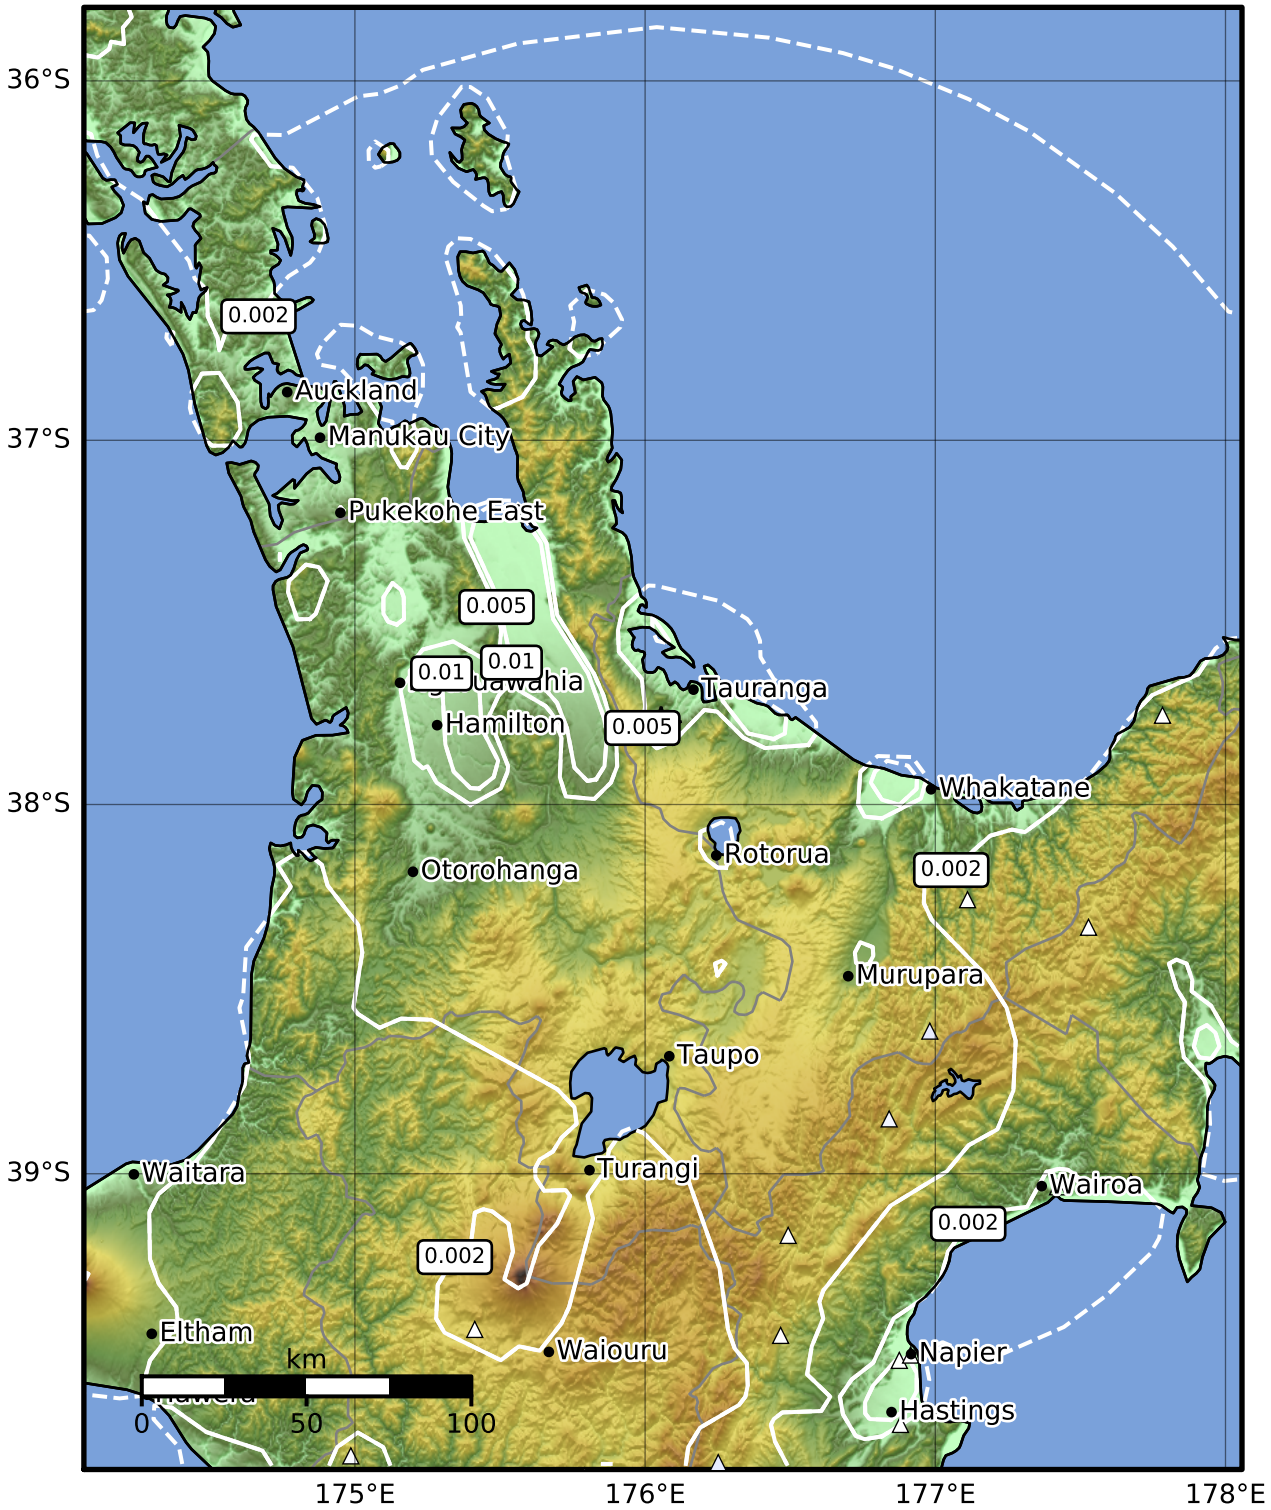 36°S
0.002
Auckland
37°S
Manukau City
Pukekohe East
0.005
0.01
0.01
Tauranga
Hamilton
0.005
Whakatane
38°S
Rotorua
0.002
Otorohanga
Murupara
Taupo
39°S
Waitara
Turangi
Wairoa
0.002
0.002
Eltham
Waiouru
Napier
km
Hastings
0
50
100
175°E
176°E
177°E
178°E